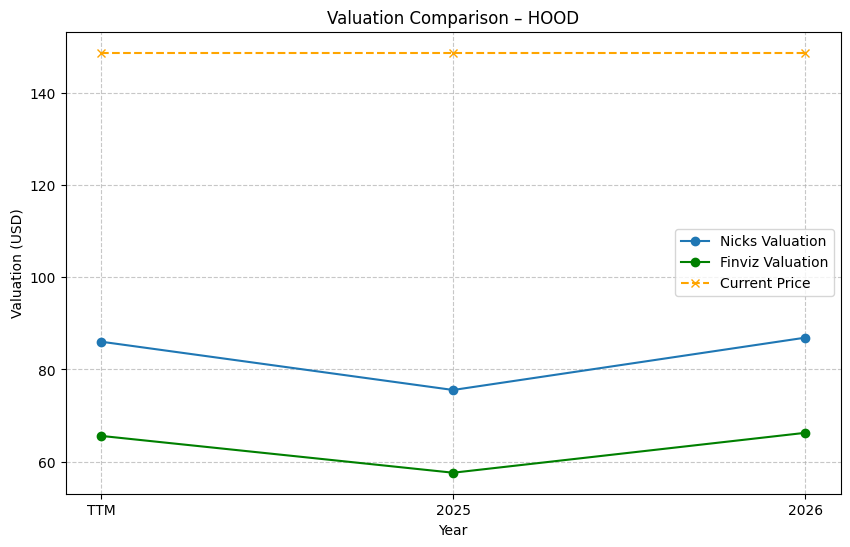 Valuation Comparison – HOOD
Valuation (USD)
140
120
100
80
60
Nicks Valuation
Finviz Valuation
Current Price
TTM
2025
2026
Year